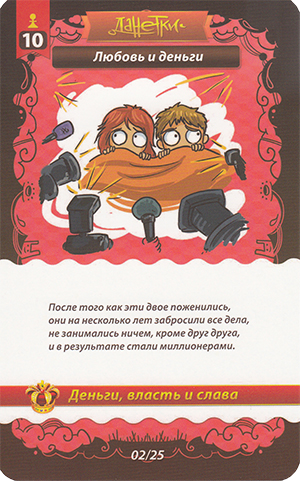 Данетки
10
Любовь и деньги
После того как эти двое поженились,
они на несколько лет забросили все дела,
не занимались ничем, кроме друг друга,
и в результате стали миллионерами.
Деньги, власть и слава
02/25